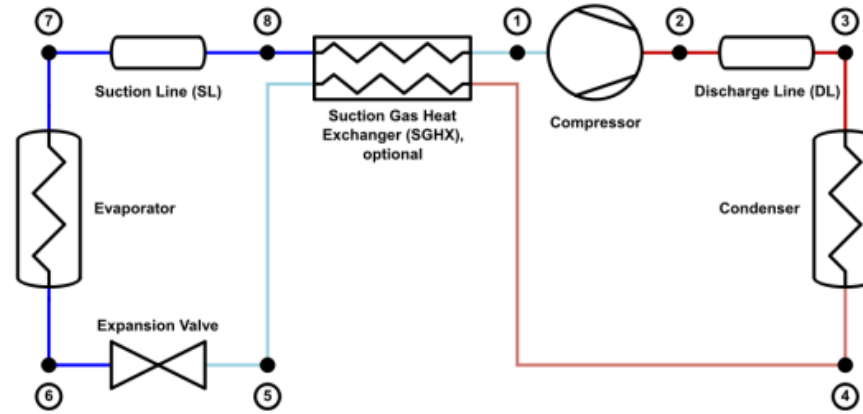 7
8
1
2
3
Suction Line (SL)
Suction Gas Heat
Exchanger (SGHX),
optional
Compressor
Discharge Line (DL)
Evaporator
Condenser
Expansion Valve
6
5
4